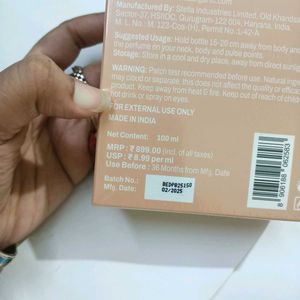 Manufactured By: Stella Industries Limited, Old Khandsa
Sector-37, HSIIDC, Gurugram-122 004, Haryana, India.
M. L. No.: M. 123-Cos-(H) Permit No.: L-42-A
Suggested Usage: Hold bottle 15-20 cm away from body and
the perfume on your neck, body and pulse points.
Storage: Store in a cool and dry place, away from direct
WARNING: Patch test recommended before use. Natural
may cloud or separate, this does not affect the quality or
product. Keep away from heat & fire. Keep out of reach of
not drink or spray on eyes.
FOR EXTERNAL USE ONLY
MADE IN INDIA
Net Content: 100 ml
MRP : ₹ 899.00 (incl. of all taxes)
USP : ₹ 8.99 per ml
Use Before : 36 Months from Mfg. Date
Batch No.: REDPB25150
Mfg. Date: 02/2025
8 906188 062563